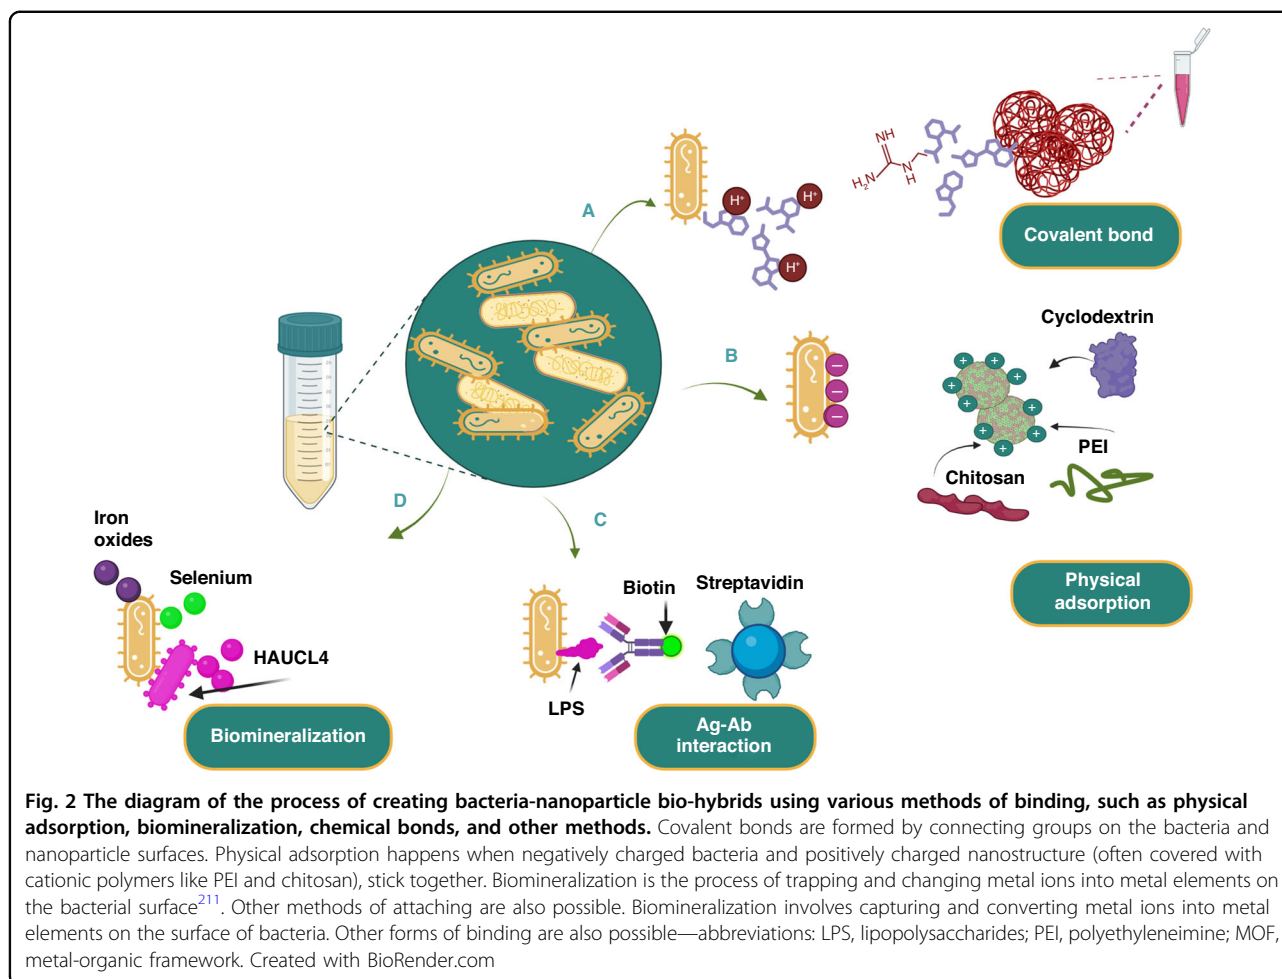 A
NH
H₂N
N
H
H⁺
H⁺
H⁺
Covalent bond
B
−
−
−
Cyclodextrin
+
+
+
+
+
+
+
+
+
+
PEI
Chitosan
Physical
adsorption
D
C
Iron
oxides
Selenium
HAUCL4
Biomineralization
Biotin
Streptavidin
LPS
Ag-Ab
interaction
Fig. 2 The diagram of the process of creating bacteria-nanoparticle bio-hybrids using various methods of binding, such as physical
adsorption, biomineralization, chemical bonds, and other methods. Covalent bonds are formed by connecting groups on the bacteria and
nanoparticle surfaces. Physical adsorption happens when negatively charged bacteria and positively charged nanostructure (often covered with
cationic polymers like PEI and chitosan), stick together. Biomineralization is the process of trapping and changing metal ions into metal elements on
the bacterial surface²¹¹. Other methods of attaching are also possible. Biomineralization involves capturing and converting metal ions into metal
elements on the surface of bacteria. Other forms of binding are also possible—abbreviations: LPS, lipopolysaccharides; PEI, polyethyleneimine; MOF,
metal-organic framework. Created with BioRender.com